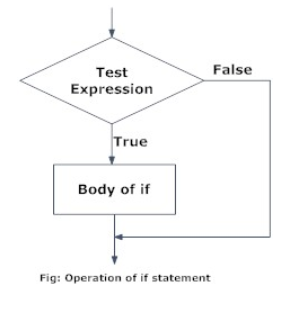 Test
Expression
False
True
Body of if
Fig: Operation of if statement